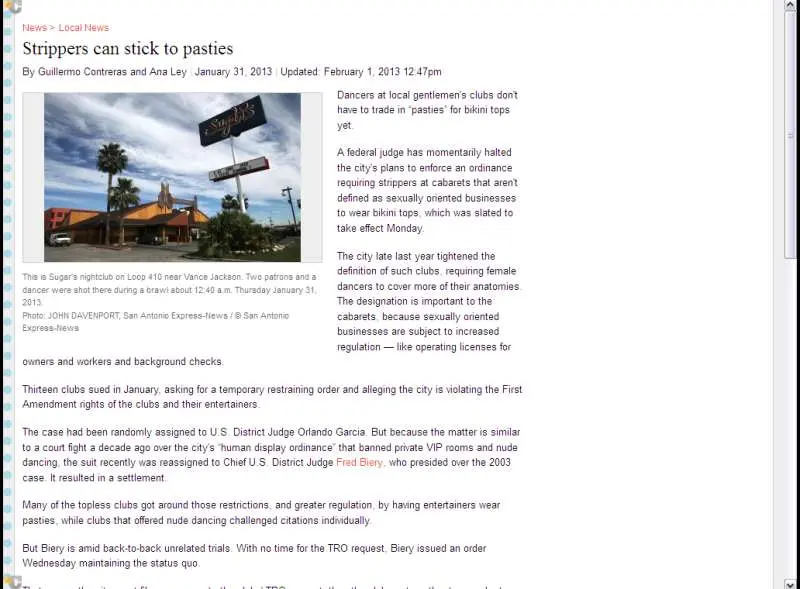 News > Local News
Strippers can stick to pasties
By Guillermo Contreras and Ana Ley | January 31, 2013 | Updated: February 1, 2013 12:47pm
Sugar's
This is Sugar's nightclub on Loop 410 near Vance Jackson. Two patrons and a
dancer were shot there during a brawl about 12:40 a.m. Thursday January 31,
2013.
Photo: JOHN DAVENPORT, San Antonio Express-News / © San Antonio
Express-News
Dancers at local gentlemen's clubs don't
have to trade in "pasties" for bikini tops
yet.
A federal judge has momentarily halted
the city's plans to enforce an ordinance
requiring strippers at cabarets that aren't
defined as sexually oriented businesses
to wear bikini tops, which was slated to
take effect Monday.
The city late last year tightened the
definition of such clubs, requiring female
dancers to cover more of their anatomies.
The designation is important to the
cabarets, because sexually oriented
businesses are subject to increased
regulation — like operating licenses for
owners and workers and background checks.
Thirteen clubs sued in January, asking for a temporary restraining order and alleging the city is violating the First
Amendment rights of the clubs and their entertainers.
The case had been randomly assigned to U.S. District Judge Orlando Garcia. But because the matter is similar
to a court fight a decade ago over the city's "human display ordinance" that banned private VIP rooms and nude
dancing, the suit recently was reassigned to Chief U.S. District Judge Fred Biery, who presided over the 2003
case. It resulted in a settlement.
Many of the topless clubs got around those restrictions, and greater regulation, by having entertainers wear
pasties, while clubs that offered nude dancing challenged citations individually.
But Biery is amid back-to-back unrelated trials. With no time for the TRO request, Biery issued an order
Wednesday maintaining the status quo.